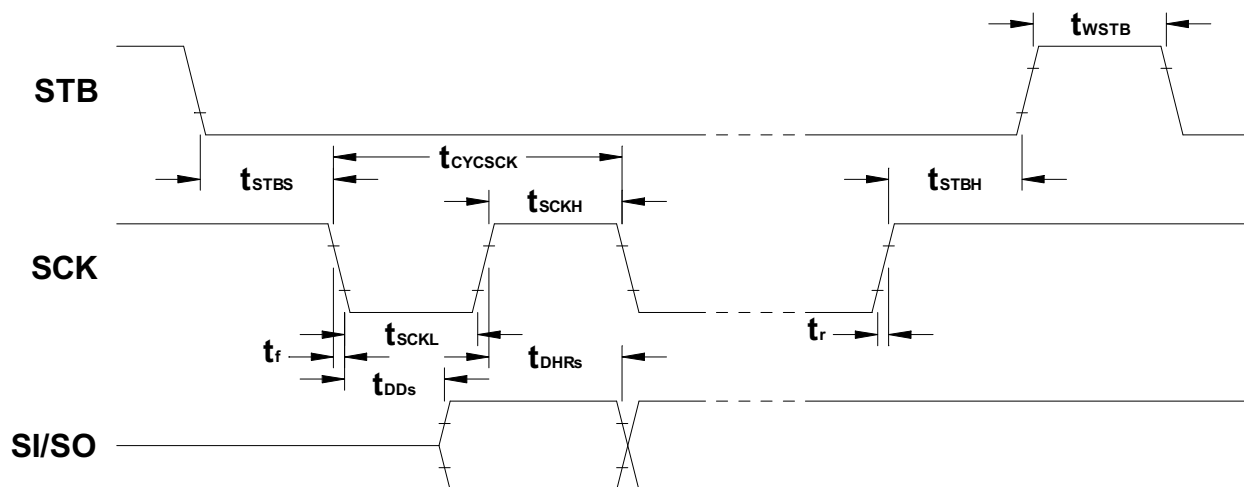 tWSTB
STB
tCYCSCK
tSTBS
tSTBH
tSCKH
SCK
tSCKL
tr
tf
tDHRs
tDDs
SI/SO